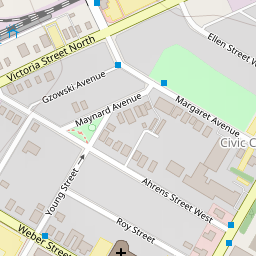 Ellen Street W
Victoria Street North
Gzowski Avenue
Maynard Avenue
Margaret Avenue
Civic C
Young Street
Ahrens Street West
Roy Street
Weber Street